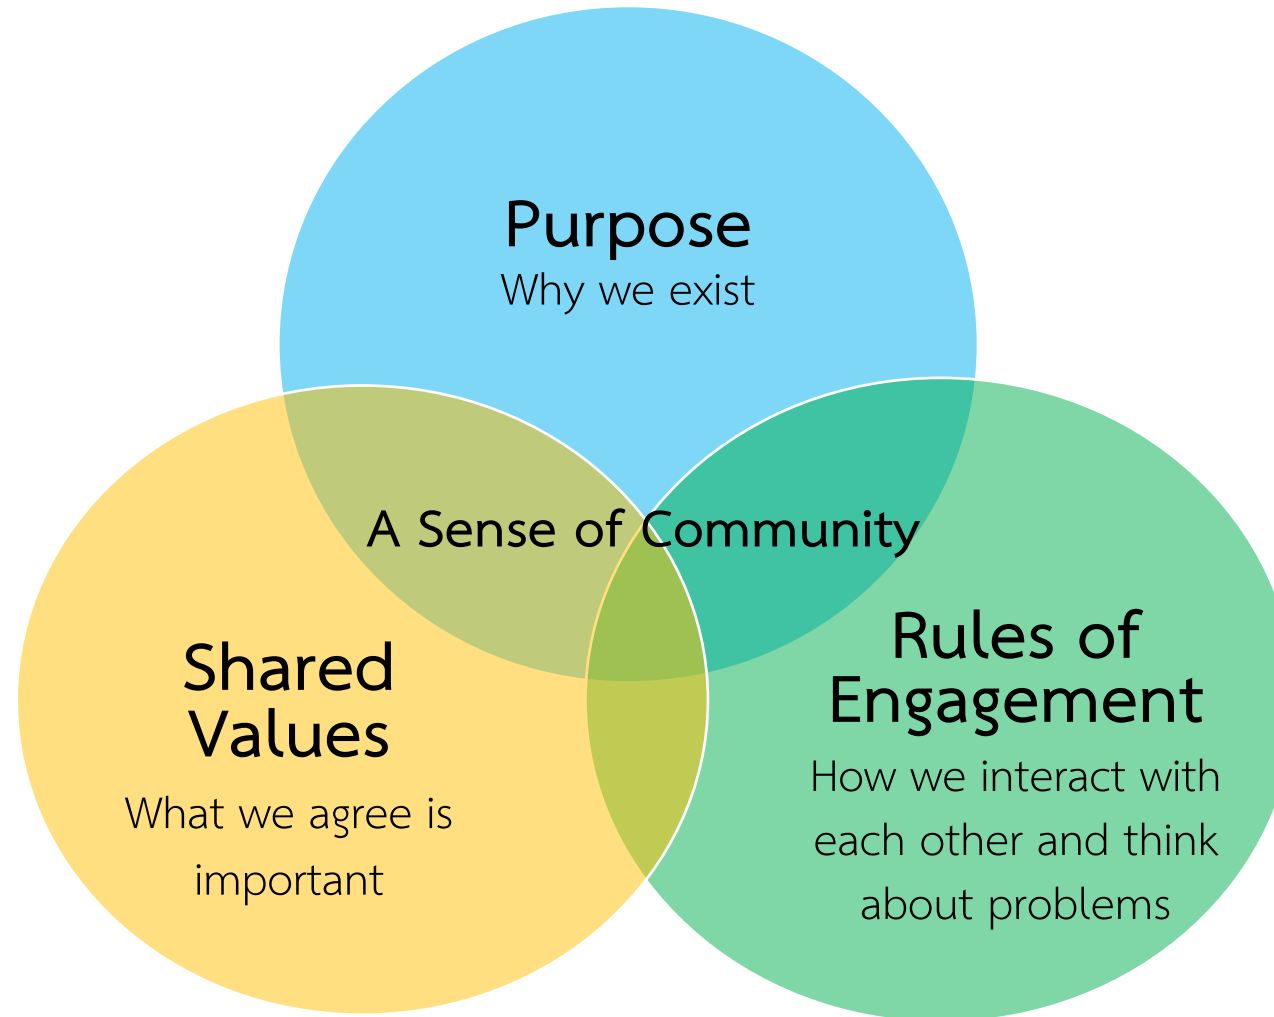 Purpose
Why we exist
A Sense of Community
Shared
Values
What we agree is
important
Rules of
Engagement
How we interact with
each other and think
about problems